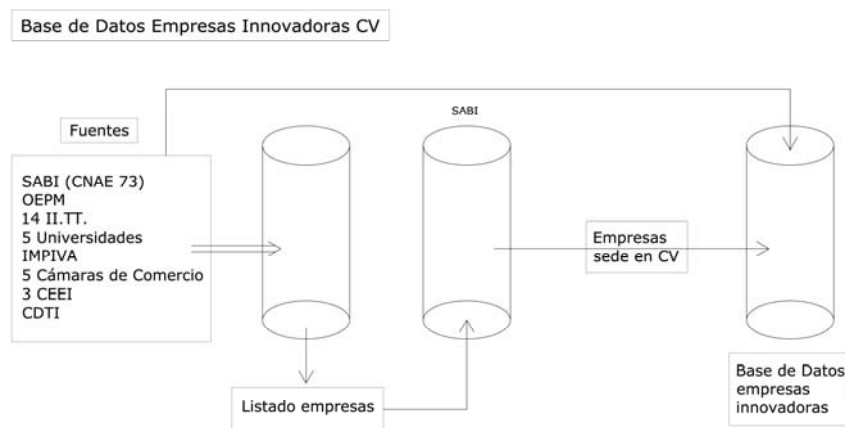 Base de Datos Empresas Innovadoras CV
Fuentes
SABI (CNAE 73)
OEPM
14 II.TT.
5 Universidades
IMPIVA
5 Cámaras de Comercio
3 CEEI
CDTI
Listado empresas
SABI
Empresas
sede en CV
Base de Datos
empresas
innovadoras